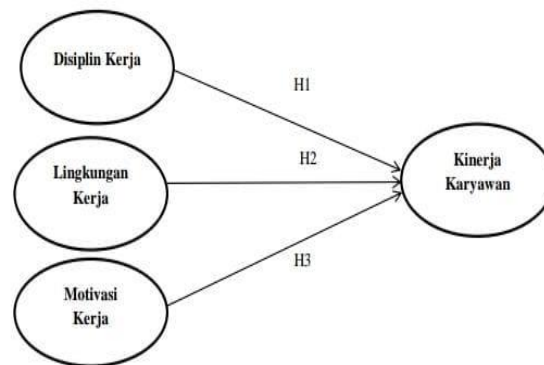 Disiplin Kerja
H1
Lingkungan
Kerja
H2
Kinerja
Karyawan
Motivasi
Kerja
H3